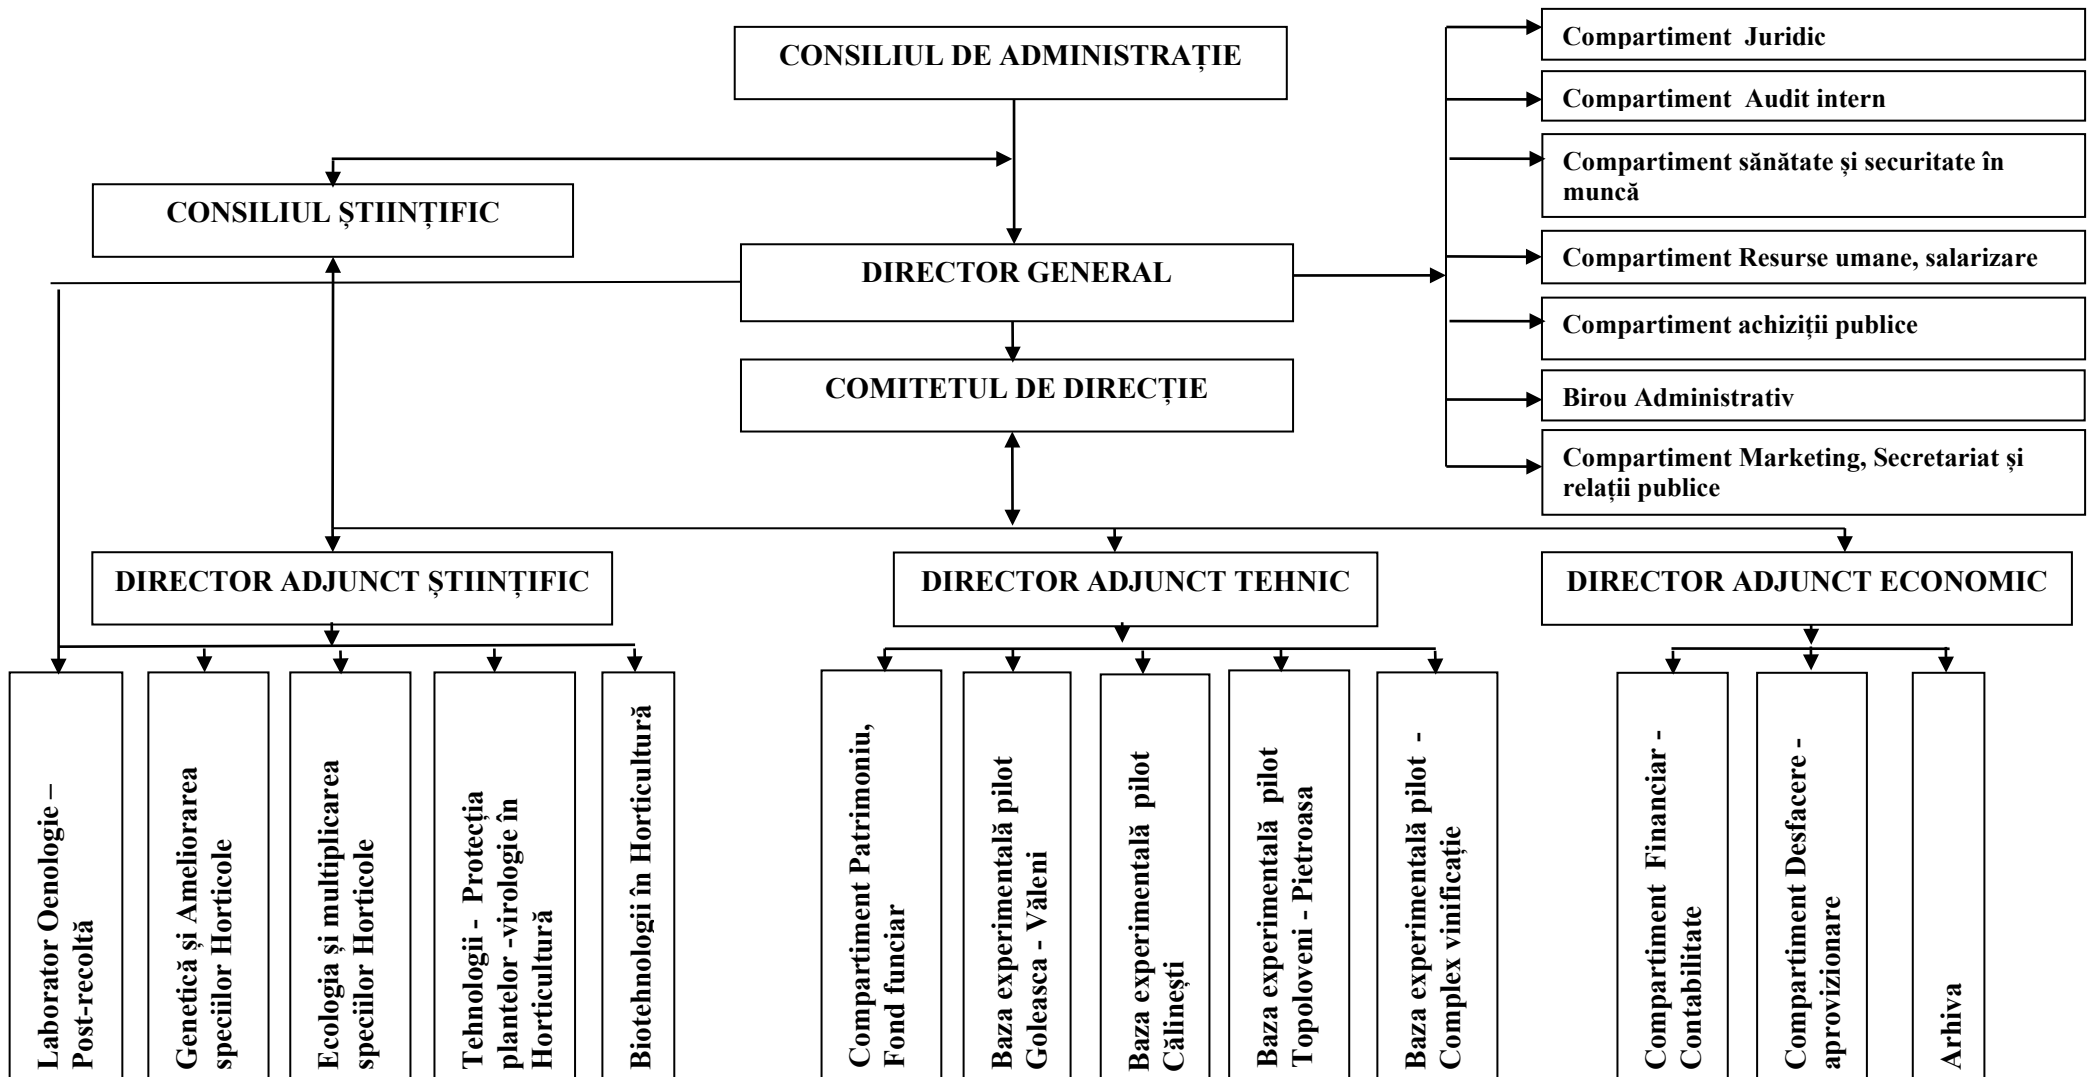 CONSILIUL DE ADMINISTRAȚIE
CONSILIUL ȘTIINȚIFIC
DIRECTOR GENERAL
COMITETUL DE DIRECȚIE
Compartiment Juridic
Compartiment Audit intern
Compartiment sănătate și securitate în
muncă
Compartiment Resurse umane, salarizare
Compartiment achiziții publice
Birou Administrativ
Compartiment Marketing, Secretariat și
relații publice
DIRECTOR ADJUNCT ȘTIINȚIFIC
DIRECTOR ADJUNCT TEHNIC
DIRECTOR ADJUNCT ECONOMIC
Laborator Oenologie –
Post-recoltă
Genetică și Ameliorarea
speciilor Horticole
Ecologia și multiplicarea
speciilor Horticole
Tehnologii - Protecția
plantelor -virologie în
Horticultură
Biotehnologii în Horticultură
Compartiment Patrimoniu,
Fond funciar
Baza experimentală pilot
Goleasca - Văleni
Baza experimentală pilot
Călinești
Baza experimentală pilot
Topoloveni - Pietroasa
Baza experimentală pilot -
Complex vinificație
Compartiment Financiar -
Contabilitate
Compartiment Desfacere -
aprovizionare
Arhiva